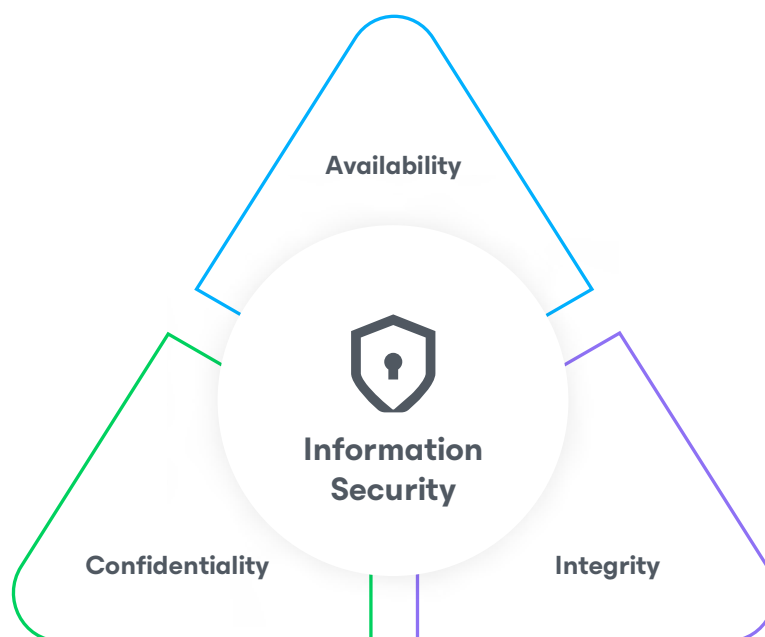 Availability
Information
Security
Confidentiality
Integrity